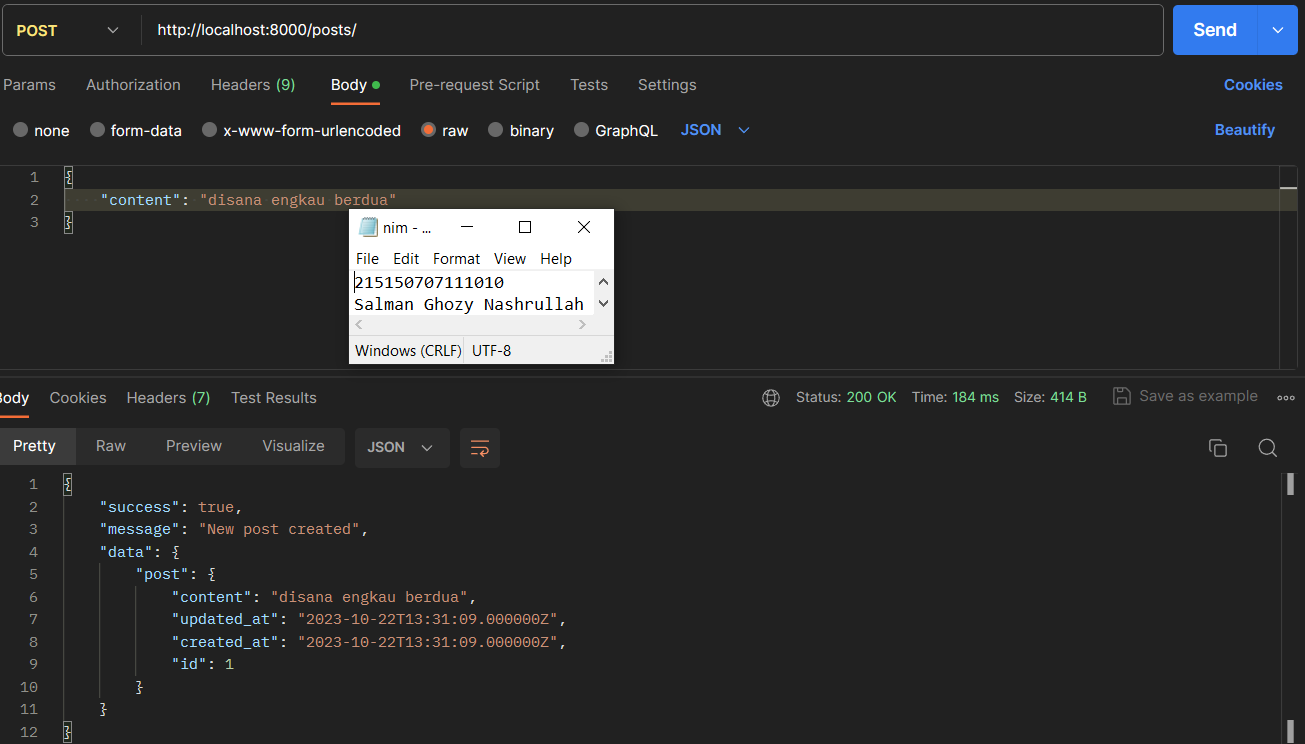 POST http://localhost:8000/posts/ Send
Params Authorization Headers (9) Body Pre-request Script Tests Settings Cookies
none form-data x-www-form-urlencoded raw binary GraphQL JSON Beautify
1 {
2 "content": "disana engkau berdua"
3 }
nim - ...
File Edit Format View Help
215150707111010
Salman Ghozy Nashrullah
Windows (CRLF) UTF-8
Body Cookies Headers (7) Test Results Status: 200 OK Time: 184 ms Size: 414 B Save as example
Pretty Raw Preview Visualize JSON
1 {
2 "success": true,
3 "message": "New post created",
4 "data": {
5 "post": {
6 "content": "disana engkau berdua",
7 "updated_at": "2023-10-22T13:31:09.000000Z",
8 "created_at": "2023-10-22T13:31:09.000000Z",
9 "id": 1
10 }
11 }
12 }